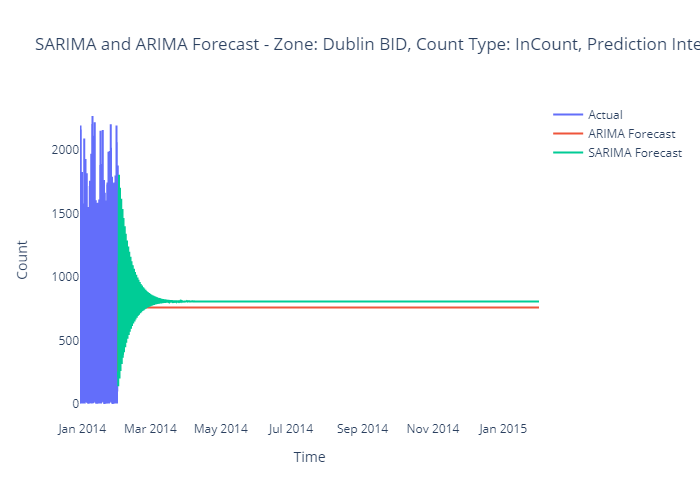 SARIMA and ARIMA Forecast - Zone: Dublin BID, Count Type: InCount, Prediction Inte
Actual
ARIMA Forecast
SARIMA Forecast
2000
1500
1000
500
0
Count
Jan 2014 Mar 2014 May 2014 Jul 2014 Sep 2014 Nov 2014 Jan 2015
Time